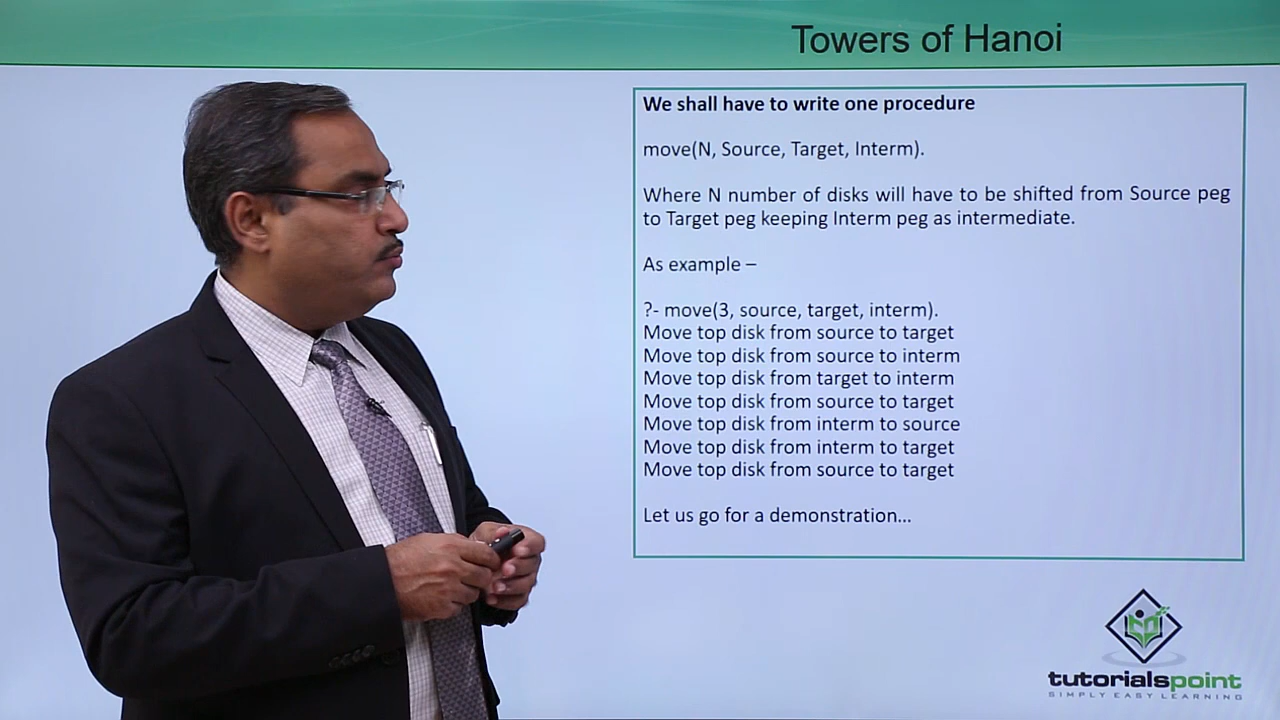 Towers of Hanoi
We shall have to write one procedure
move(N, Source, Target, Interm).
Where N number of disks will have to be shifted from Source peg
to Target peg keeping Interm peg as intermediate.
As example –
?- move(3, source, target, interm).
Move top disk from source to target
Move top disk from source to interm
Move top disk from target to interm
Move top disk from source to target
Move top disk from interm to source
Move top disk from interm to target
Move top disk from source to target
Let us go for a demonstration...
tutorialspoint
SIMPLY EASY LEARNING